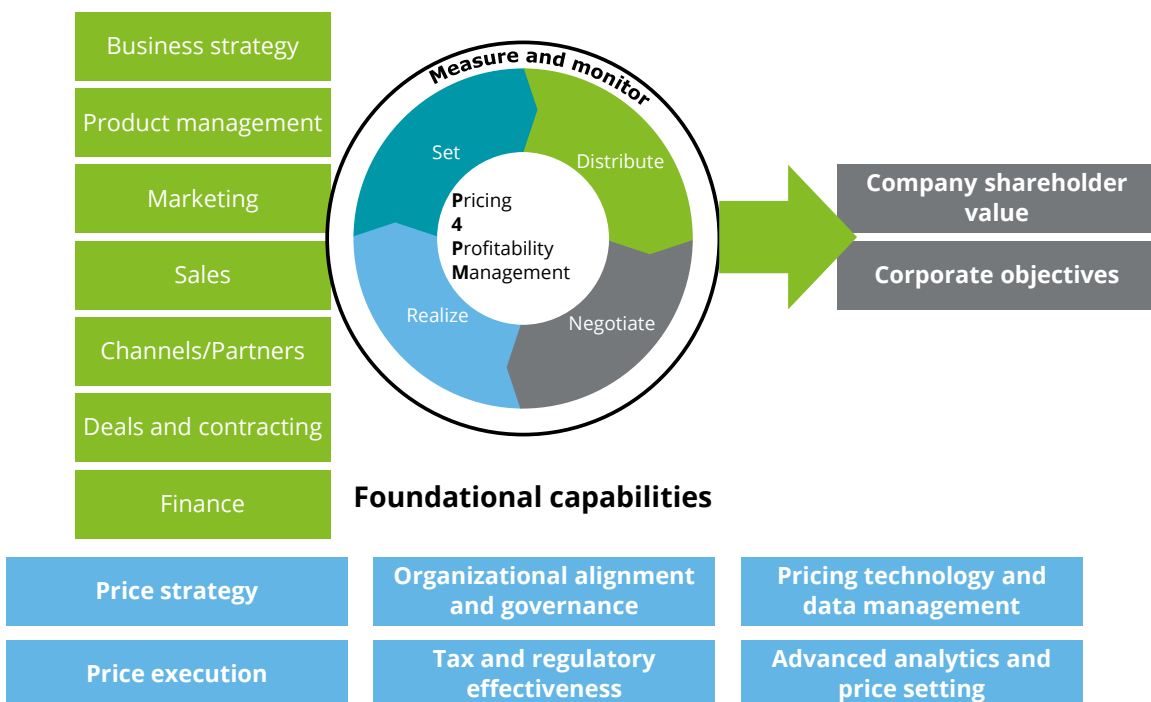 Business strategy
Product management
Marketing
Sales
Channels/Partners
Deals and contracting
Finance
Measure and monitor
Set
Distribute
Pricing
4
Profitability
Management
Realize
Negotiate
Company shareholder
value
Corporate objectives
Foundational capabilities
Price strategy
Organizational alignment
and governance
Pricing technology and
data management
Price execution
Tax and regulatory
effectiveness
Advanced analytics and
price setting